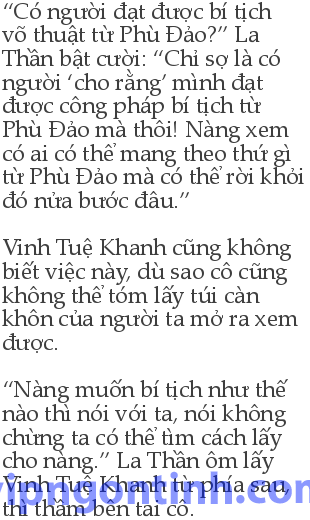 “Có người đạt được bí tịch
võ thuật từ Phù Đảo?” La
Thần bật cười: “Chỉ sợ là có
người ‘cho rằng’ mình đạt
được công pháp bí tịch từ
Phù Đảo mà thôi! Nàng xem
có ai có thể mang theo thứ gì
từ Phù Đảo mà có thể rời khỏi
đó nửa bước đâu.”
Vinh Tuệ Khanh cũng không
biết việc này, dù sao cô cũng
không thể tóm lấy túi càn
khôn của người ta mở ra xem
được.
“Nàng muốn bí tịch như thế
nào thì nói với ta, nói không
chừng ta có thể tìm cách lấy
cho nàng.” La Thần ôm lấy
Vinh Tuệ Khanh từ phía sau,
thì thầm bên tai cô.
vipngontinh.com